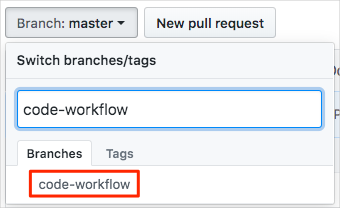 Branch: master New pull request
Switch branches/tags
code-workflow
Branches Tags
code-workflow